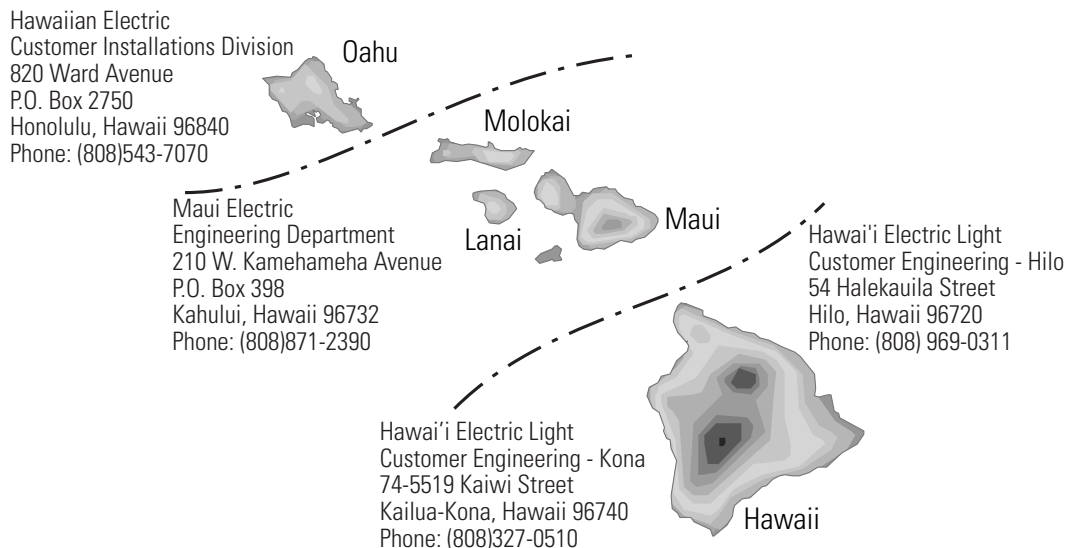 Hawaiian Electric
Customer Installations Division
820 Ward Avenue
P.O. Box 2750
Honolulu, Hawaii 96840
Phone: (808)543-7070
Oahu
Molokai
Lanai
Maui
Maui Electric
Engineering Department
210 W. Kamehameha Avenue
P.O. Box 398
Kahului, Hawaii 96732
Phone: (808)871-2390
Hawai'i Electric Light
Customer Engineering - Hilo
54 Halekauila Street
Hilo, Hawaii 96720
Phone: (808) 969-0311
Hawai’i Electric Light
Customer Engineering - Kona
74-5519 Kaiwi Street
Kailua-Kona, Hawaii 96740
Phone: (808)327-0510
Hawaii